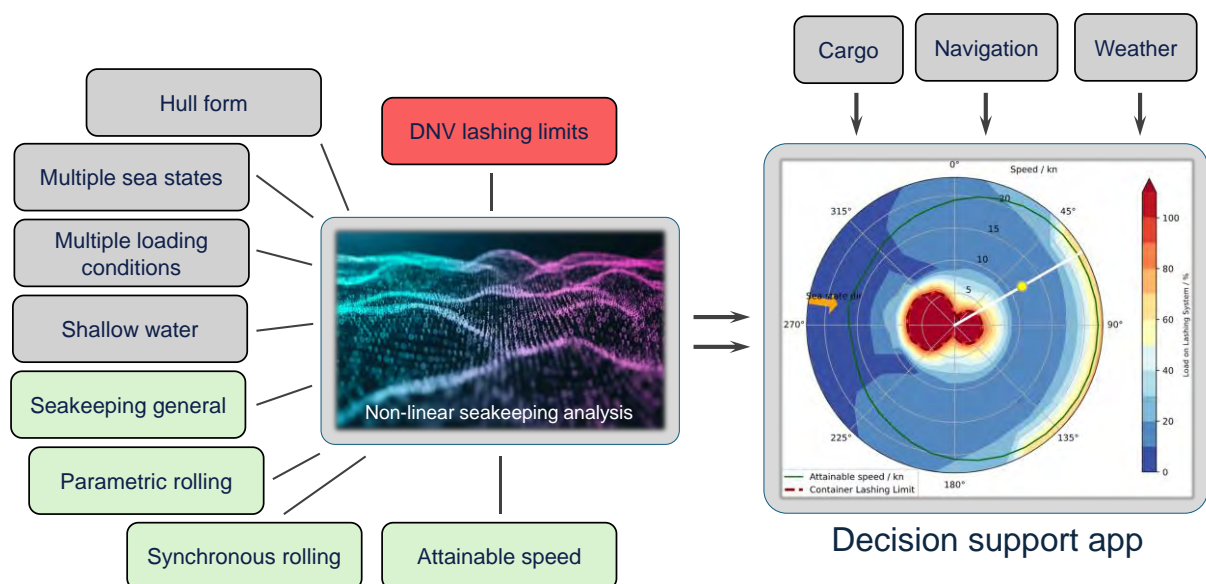 Hull form
Multiple sea states
Multiple loading
conditions
Shallow water
Seakeeping general
Parametric rolling
Synchronous rolling
Attainable speed
DNV lashing limits
Non-linear seakeeping analysis
Cargo
Navigation
Weather
0°
Speed / kn
315°
45°
20
15
10
5
Sea state dir
270°
90°
225°
135°
180°
Attainable speed / kn
Container Lashing Limit
100
80
60
40
20
0
Load on Lashing System / %
Decision support app